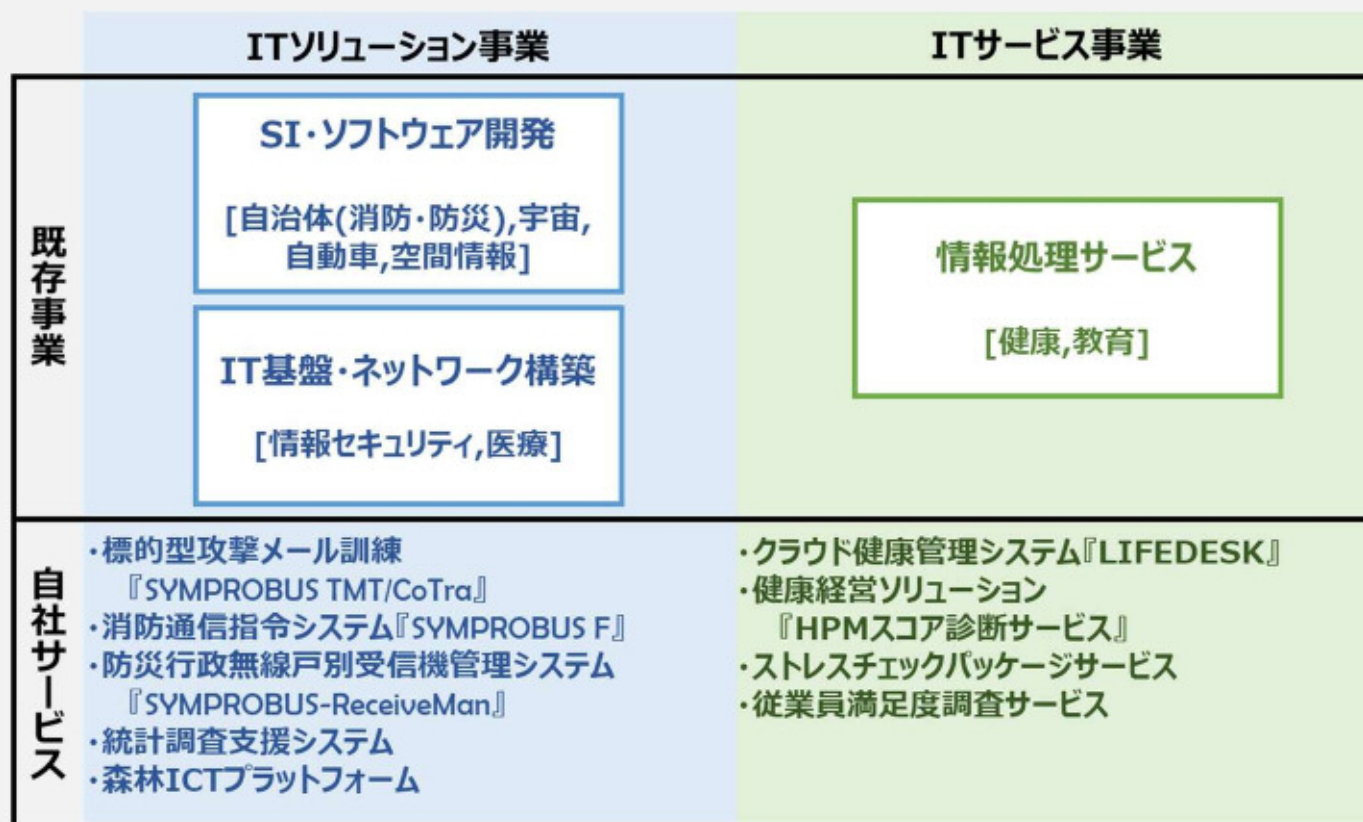 ITソリューション事業
ITサービス事業
既存事業
SI・ソフトウェア開発
[自治体(消防・防災),宇宙,
自動車,空間情報]
IT基盤・ネットワーク構築
[情報セキュリティ,医療]
情報処理サービス
[健康,教育]
自社サービス
・標的型攻撃メール訓練
『SYMPROBUS TMT/CoTra』
・消防通信指令システム『SYMPROBUS F』
・防災行政無線戸別受信機管理システム
『SYMPROBUS-ReceiveMan』
・統計調査支援システム
・森林ICTプラットフォーム
・クラウド健康管理システム『LIFEDESK』
・健康経営ソリューション
『HPMスコア診断サービス』
・ストレスチェックパッケージサービス
・従業員満足度調査サービス